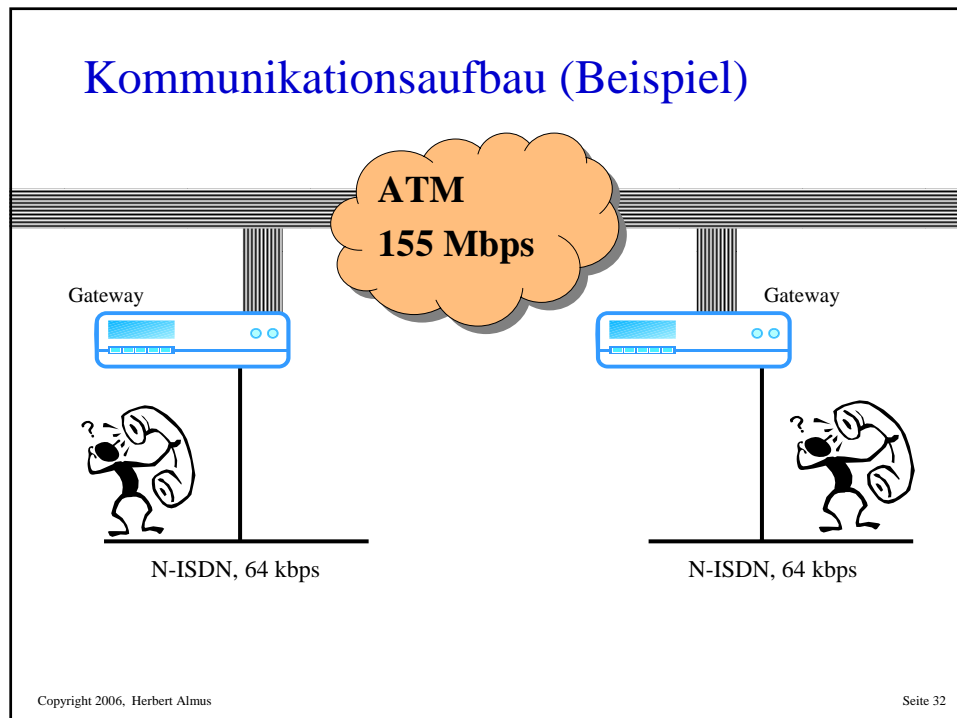 Kommunikationsaufbau (Beispiel)
ATM
155 Mbps
Gateway
Gateway
?
?
N-ISDN, 64 kbps
N-ISDN, 64 kbps
Copyright 2006, Herbert Almus
Seite 32